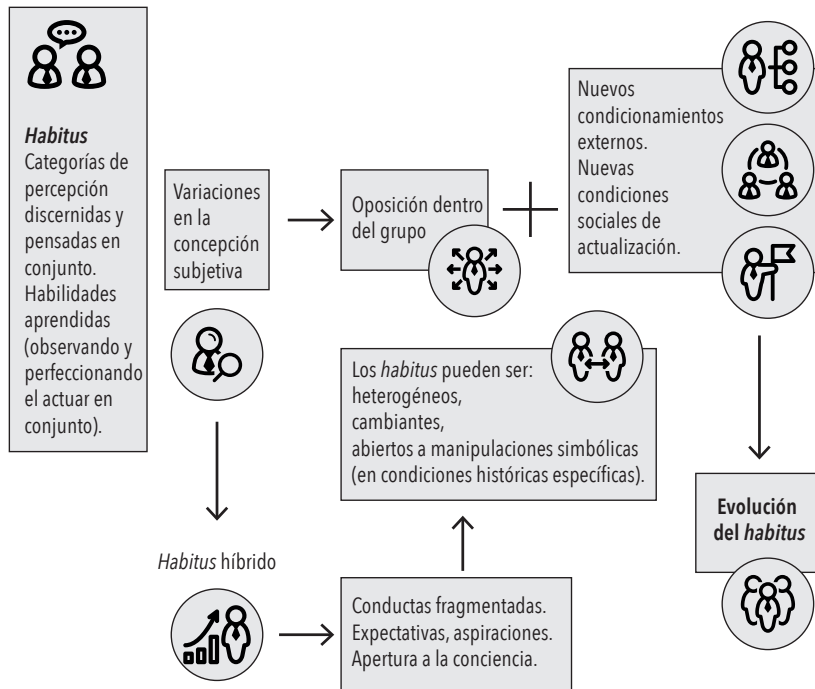 Habitus
Categorías de
percepción
discernidas y
pensadas en
conjunto.
Habilidades
aprendidas
(observando y
perfeccionando
el actuar en
conjunto).
Variaciones
en la
concepción
subjetiva
Oposición dentro
del grupo
Nuevos
condicionamientos
externos.
Nuevas
condiciones
sociales de
actualización.
Los habitus pueden ser:
heterogéneos,
cambiantes,
abiertos a manipulaciones simbólicas
(en condiciones históricas específicas).
Evolución
del habitus
Habitus híbrido
Conductas fragmentadas.
Expectativas, aspiraciones.
Apertura a la conciencia.